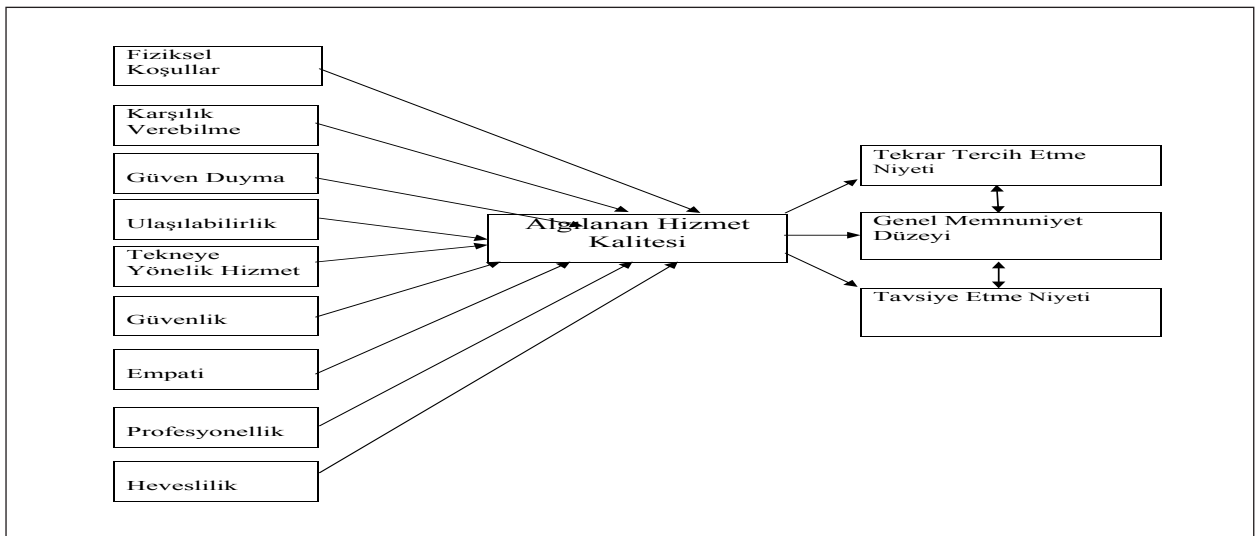 Fiziksel
Koşullar
Karşılık
Verebilme
Güven Duyma
Ulaşılabilirlik
Tekneye
Yönelik Hizmet
Güvenlik
Empati
Profesyonellik
Heveslilik
Algılanan Hizmet
Kalitesi
Tekrar Tercih Etme
Niyeti
Genel Memnuniyet
Düzeyi
Tavsiye Etme Niyeti